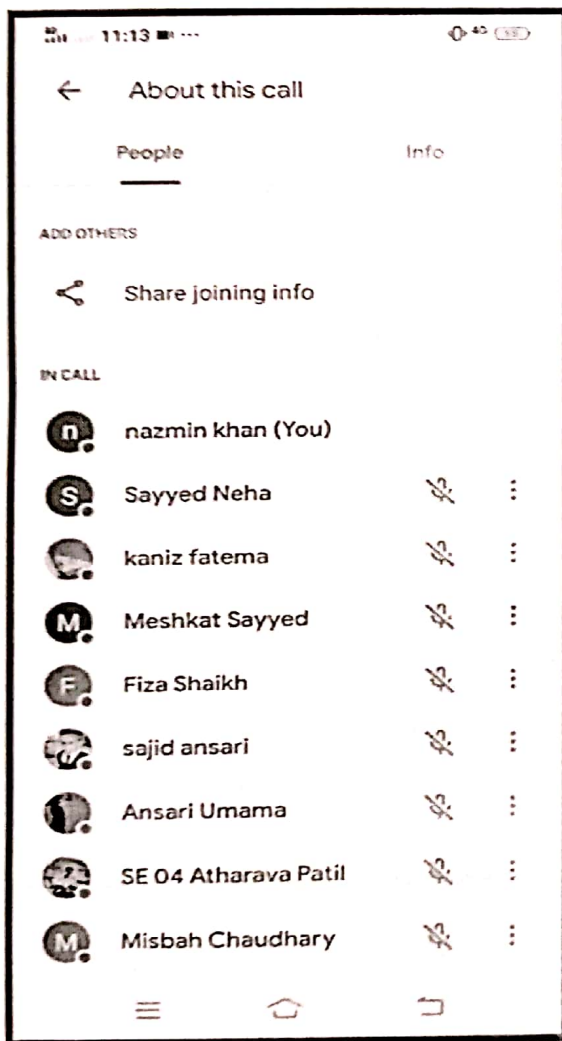 11:13
4G
About this call
People Info
ADD OTHERS
Share joining info
IN CALL
n nazmin khan (You)
S Sayyed Neha
kaniz fatema
M Meshkat Sayyed
F Fiza Shaikh
sajid ansari
Ansari Umama
SE 04 Atharava Patil
M Misbah Chaudhary